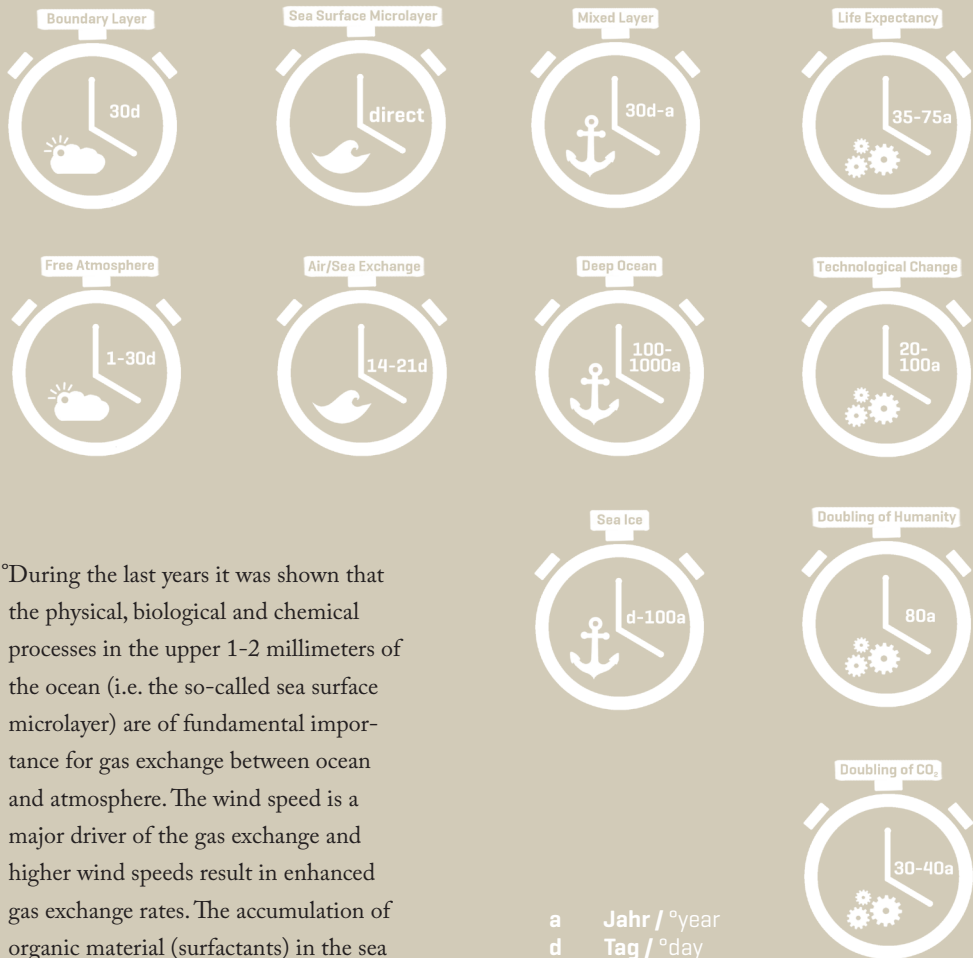 Boundary Layer
30d
Sea Surface Microlayer
direct
Mixed Layer
30d-a
Life Expectancy
35-75a
Free Atmosphere
1-30d
Air/Sea Exchange
14-21d
Deep Ocean
100-
1000a
Technological Change
20-
100a
Sea Ice
d-100a
Doubling of Humanity
80a
Doubling of CO₂
30-40a
°During the last years it was shown that
the physical, biological and chemical
processes in the upper 1-2 millimeters of
the ocean (i.e. the so-called sea surface
microlayer) are of fundamental impor-
tance for gas exchange between ocean
and atmosphere. The wind speed is a
major driver of the gas exchange and
higher wind speeds result in enhanced
gas exchange rates. The accumulation of
organic material (surfactants) in the sea
a Jahr / °year
d Tag / °day